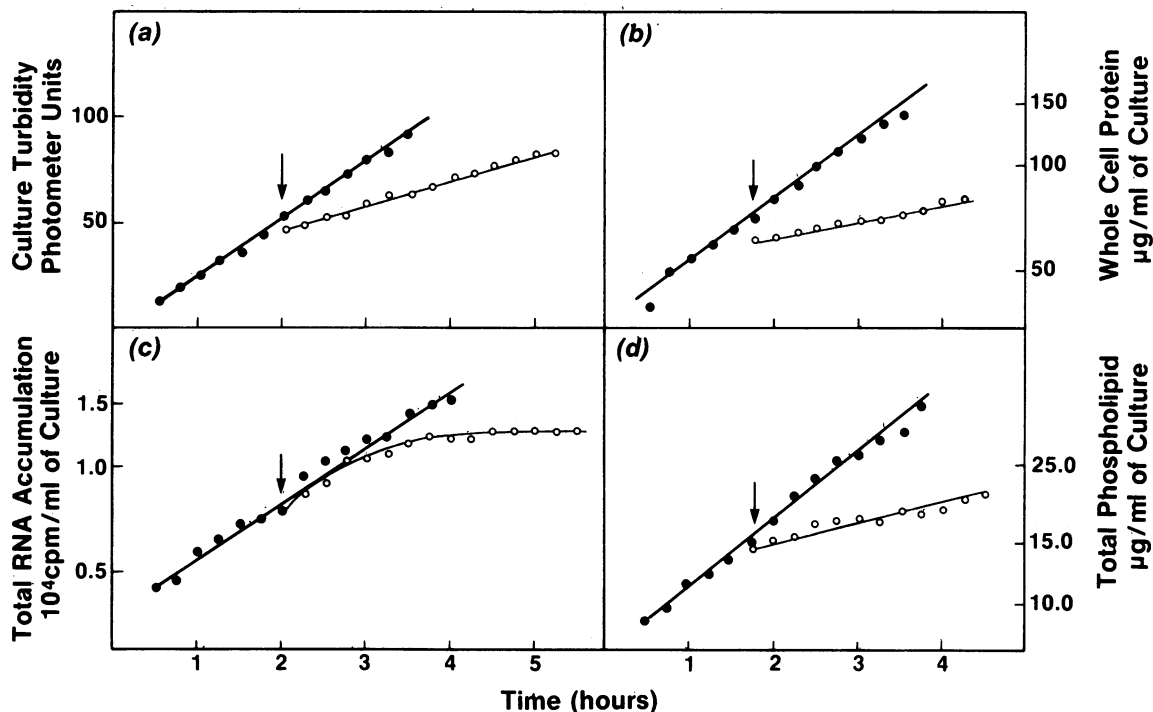 (a)
Culture Turbidity
Photometer Units
100
50
(b)
Whole Cell Protein
µg/ml of Culture
150
100
50
(c)
Total RNA Accumulation
10⁴cpm/ml of Culture
1.5
1.0
0.5
1 2 3 4 5
(d)
Total Phospholipid
µg/ml of Culture
25.0
15.0
10.0
1 2 3 4
Time (hours)